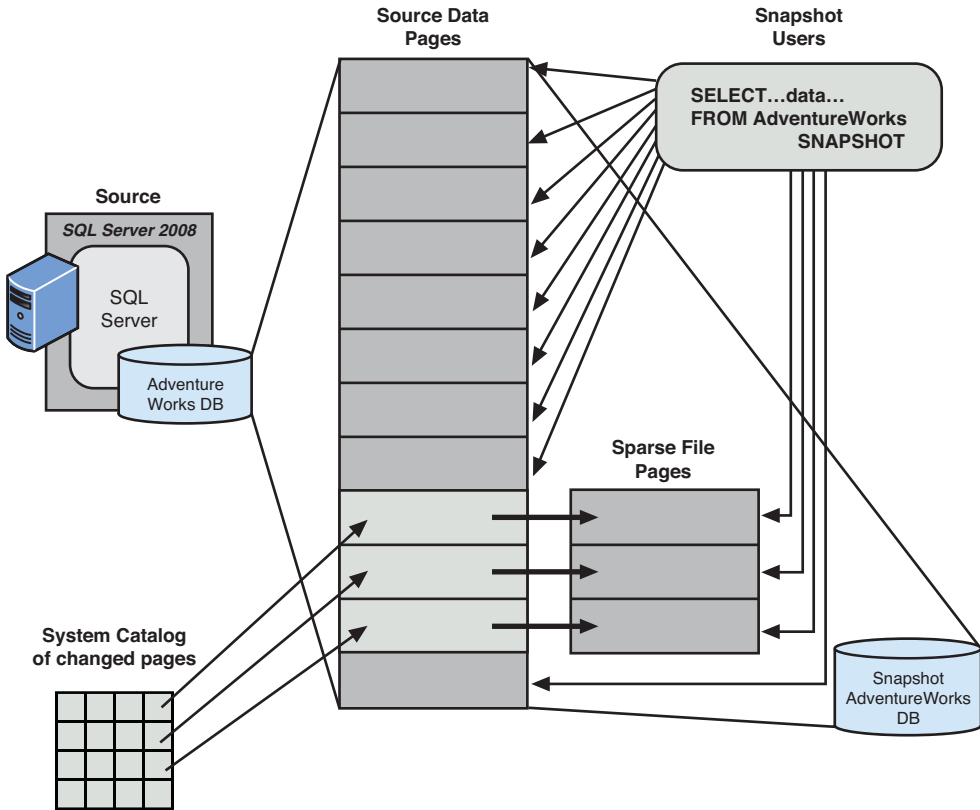 Source Data
Pages
Snapshot
Users
SELECT…data…
FROM AdventureWorks
SNAPSHOT
Source
SQL Server 2008
SQL
Server
Adventure
Works DB
Sparse File
Pages
System Catalog
of changed pages
Snapshot
AdventureWorks
DB